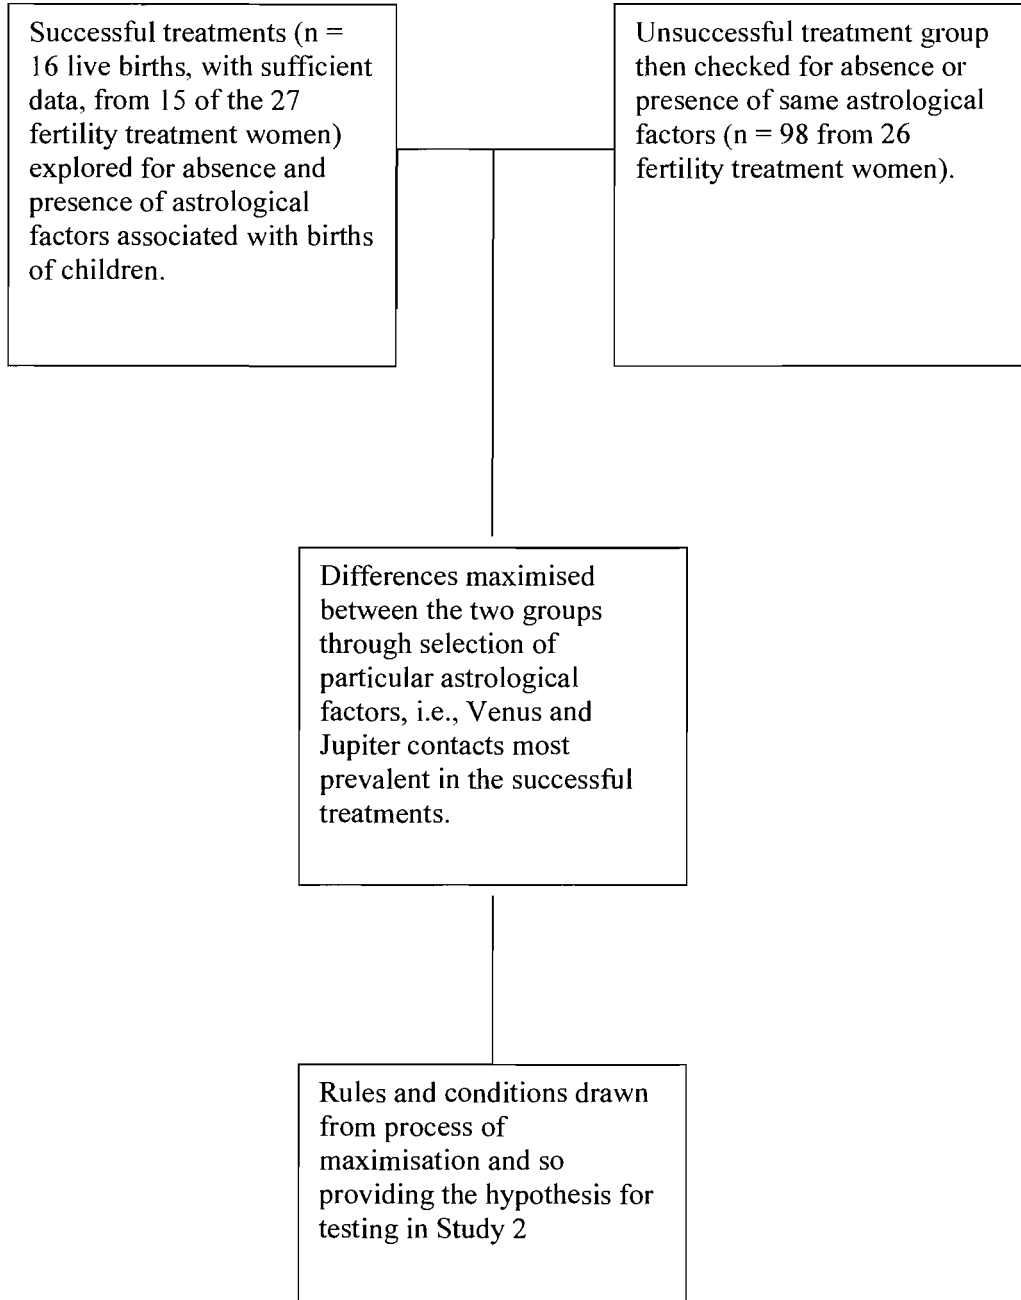 Successful treatments (n =
16 live births, with sufficient
data, from 15 of the 27
fertility treatment women)
explored for absence and
presence of astrological
factors associated with births
of children.
Unsuccessful treatment group
then checked for absence or
presence of same astrological
factors (n = 98 from 26
fertility treatment women).
Differences maximised
between the two groups
through selection of
particular astrological
factors, i.e., Venus and
Jupiter contacts most
prevalent in the successful
treatments.
Rules and conditions drawn
from process of
maximisation and so
providing the hypothesis for
testing in Study 2